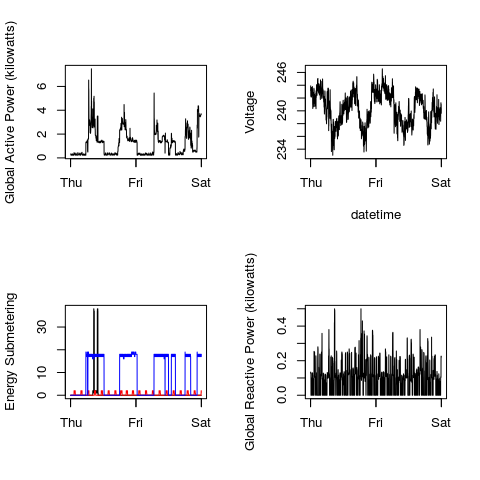 Global Active Power (kilowatts)
0 2 4 6
Thu Fri Sat
Voltage
234 240 246
Thu Fri Sat
datetime
Energy Submetering
0 10 30
Thu Fri Sat
Global Reactive Power (kilowatts)
0.0 0.2 0.4
Thu Fri Sat